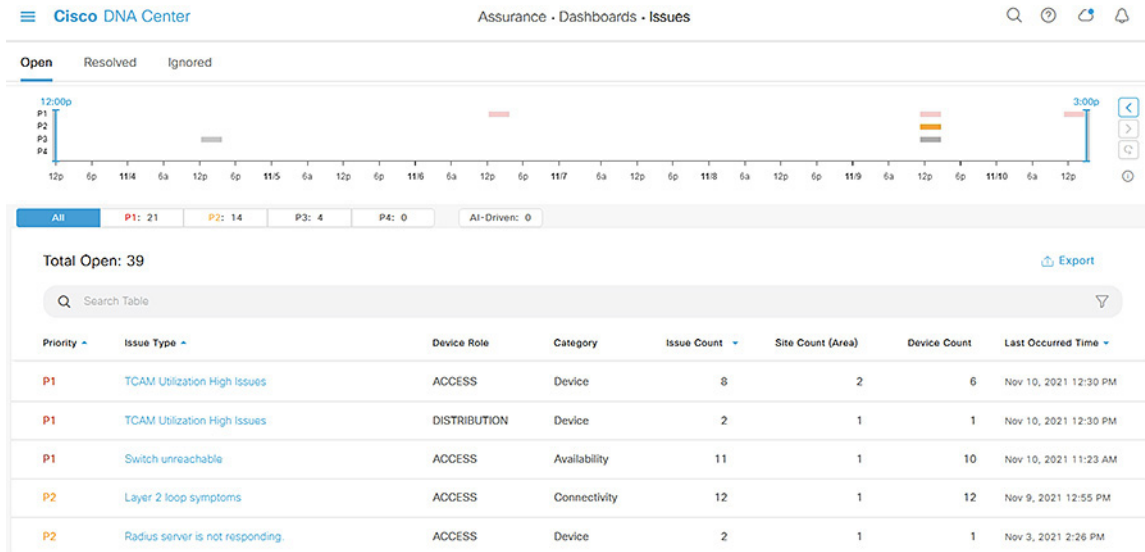 Cisco DNA Center
Assurance · Dashboards · Issues
Open Resolved Ignored
12:00p 3:00p
P1
P2
P3
P4
12p 6p 11/4 6a 12p 6p 11/5 6a 12p 6p 11/6 6a 12p 6p 11/7 6a 12p 6p 11/8 6a 12p 6p 11/9 6a 12p 6p 11/10 6a 12p
All P1: 21 P2: 14 P3: 4 P4: 0 AI-Driven: 0
Total Open: 39 Export
Search Table
Priority Issue Type Device Role Category Issue Count Site Count (Area) Device Count Last Occurred Time
P1 TCAM Utilization High Issues ACCESS Device 8 2 6 Nov 10, 2021 12:30 PM
P1 TCAM Utilization High Issues DISTRIBUTION Device 2 1 1 Nov 10, 2021 12:30 PM
P1 Switch unreachable ACCESS Availability 11 1 10 Nov 10, 2021 11:23 AM
P2 Layer 2 loop symptoms ACCESS Connectivity 12 1 12 Nov 9, 2021 12:55 PM
P2 Radius server is not responding. ACCESS Device 2 1 1 Nov 3, 2021 2:26 PM